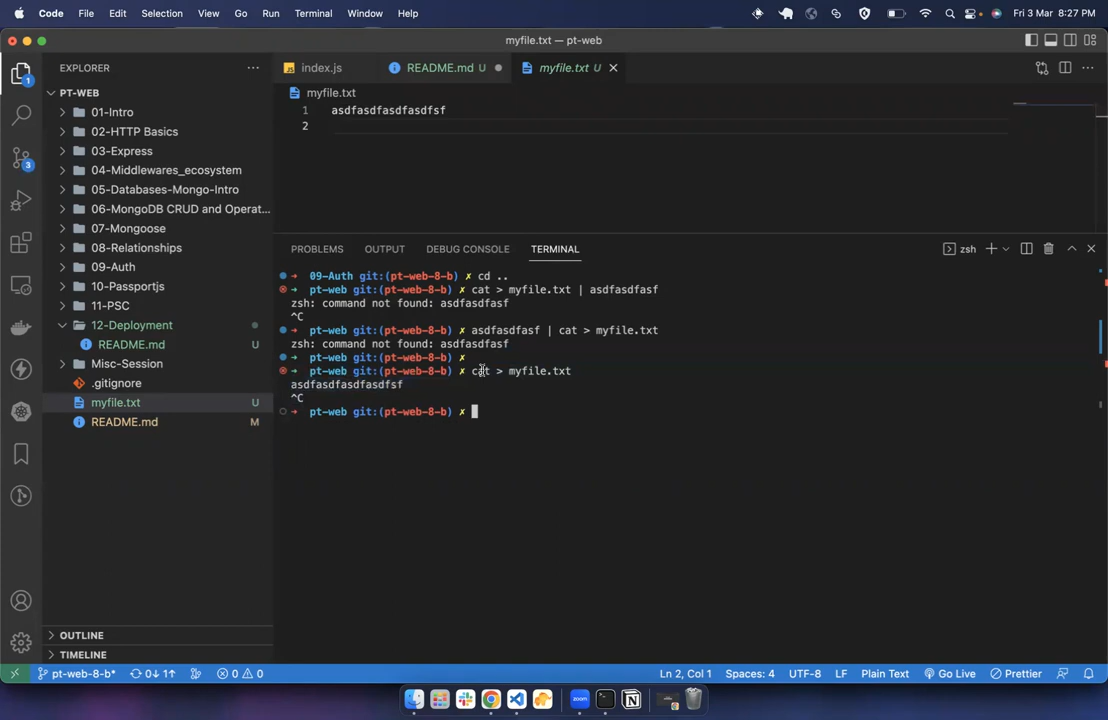 Code File Edit Selection View Go Run Terminal Window Help Fri 3 Mar 8:27 PM
myfile.txt — pt-web
EXPLORER
index.js README.md U myfile.txt U
PT-WEB
myfile.txt
01-Intro
02-HTTP Basics
03-Express
04-Middlewares_ecosystem
05-Databases-Mongo-Intro
06-MongoDB CRUD and Operat...
07-Mongoose
08-Relationships
09-Auth
10-Passportjs
11-PSC
12-Deployment
README.md U
Misc-Session
.gitignore
myfile.txt U
README.md M
OUTLINE
TIMELINE
1 asdfasdfasdfasdfsf
2
PROBLEMS OUTPUT DEBUG CONSOLE TERMINAL zsh
➜ 09-Auth git:(pt-web-8-b) ✗ cd ..
➜ pt-web git:(pt-web-8-b) ✗ cat > myfile.txt | asdfasdfasf
zsh: command not found: asdfasdfasf
^C
➜ pt-web git:(pt-web-8-b) ✗ asdfasdfasf | cat > myfile.txt
zsh: command not found: asdfasdfasf
➜ pt-web git:(pt-web-8-b) ✗
➜ pt-web git:(pt-web-8-b) ✗ cat > myfile.txt
asdfasdfasdfasdfsf
^C
➜ pt-web git:(pt-web-8-b) ✗
1
3
pt-web-8-b* 0↓ 1↑ 0 0 Ln 2, Col 1 Spaces: 4 UTF-8 LF Plain Text Go Live Prettier
zoom